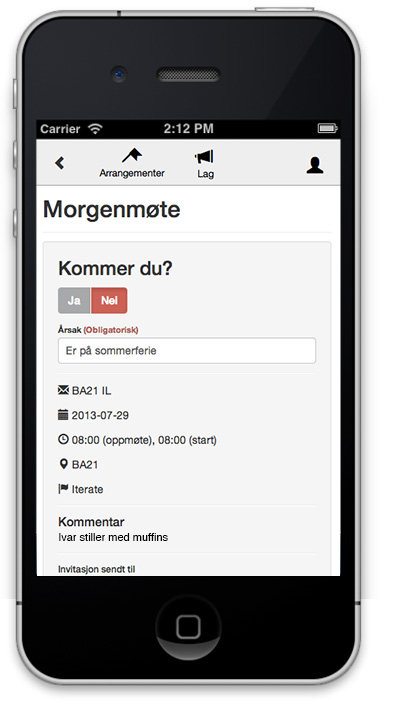 Carrier 2:12 PM
Arrangementer Lag
Morgenmøte
Kommer du?
Ja Nei
Årsak (Obligatorisk)
Er på sommerferie
BA21 IL
2013-07-29
08:00 (oppmøte), 08:00 (start)
BA21
Iterate
Kommentar
Ivar stiller med muffins
Invitasjon sendt til